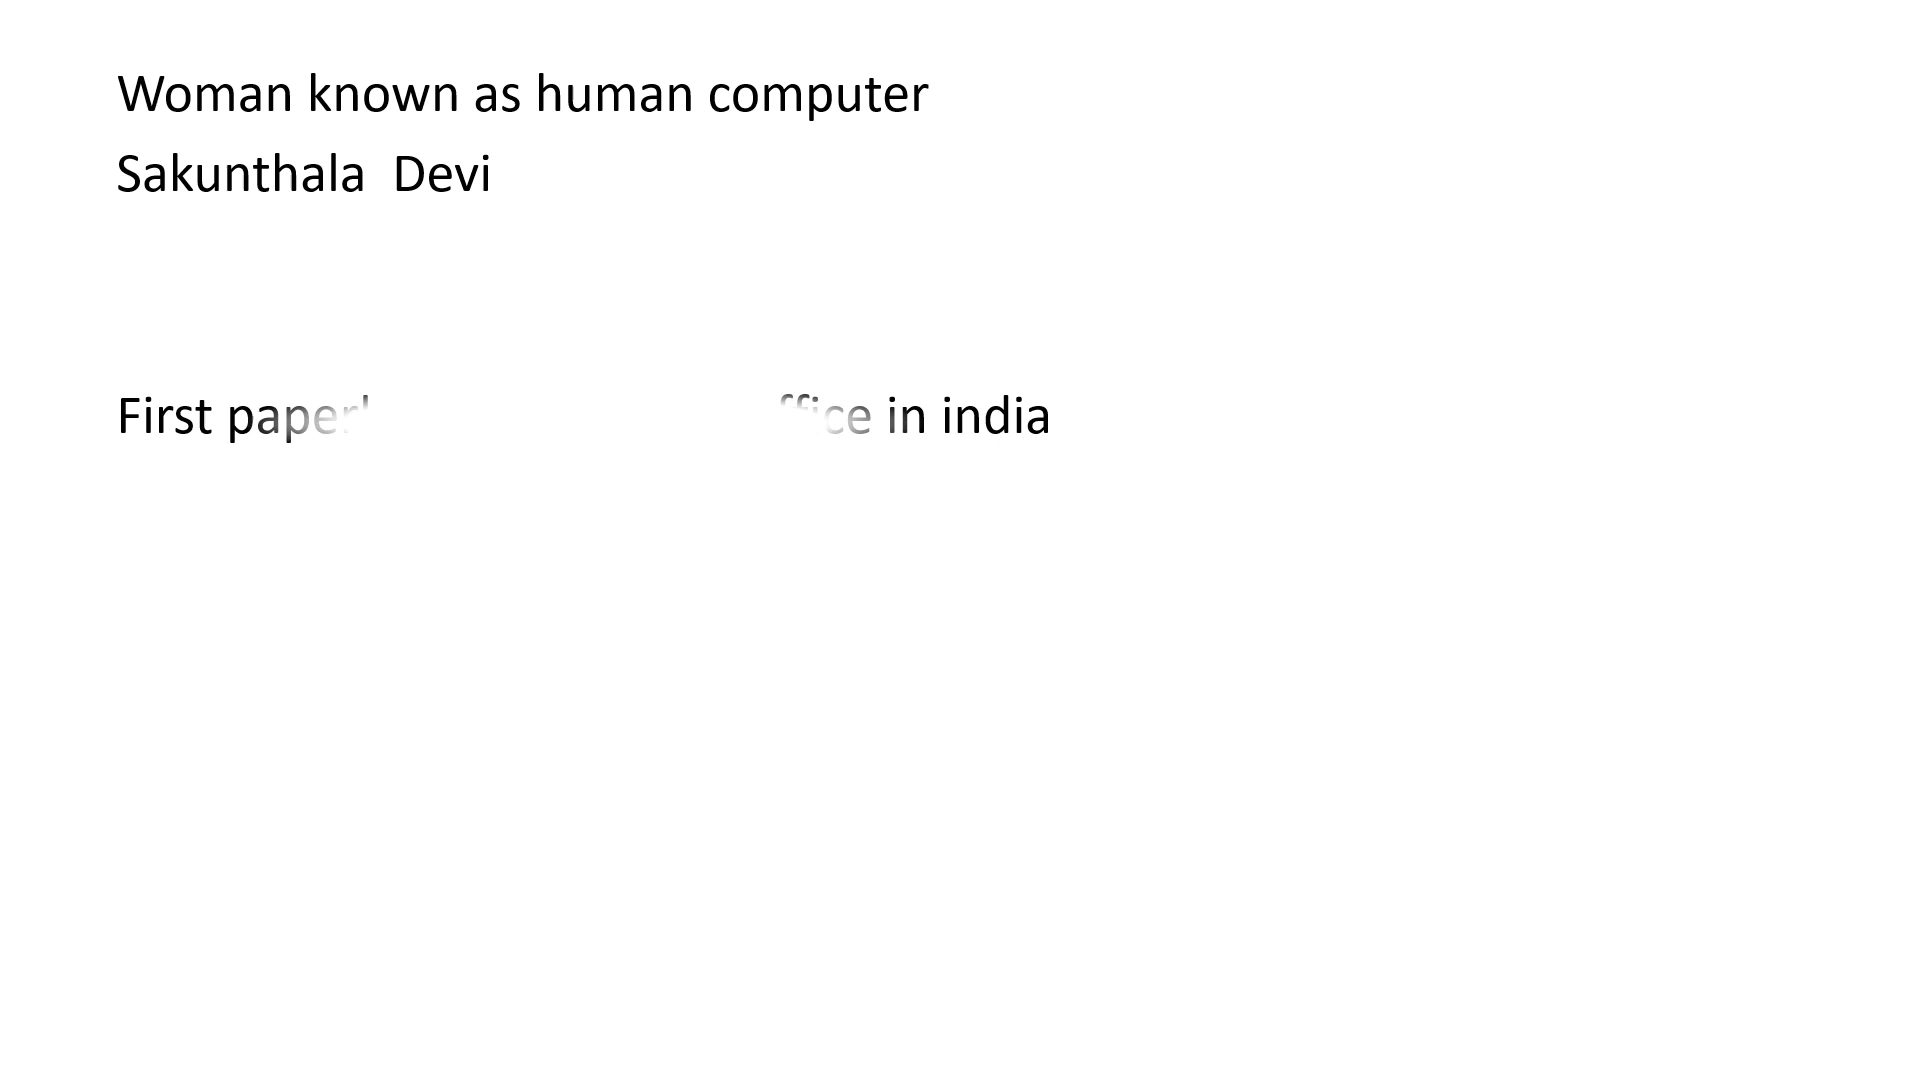 Woman known as human computer
Sakunthala Devi
First in india